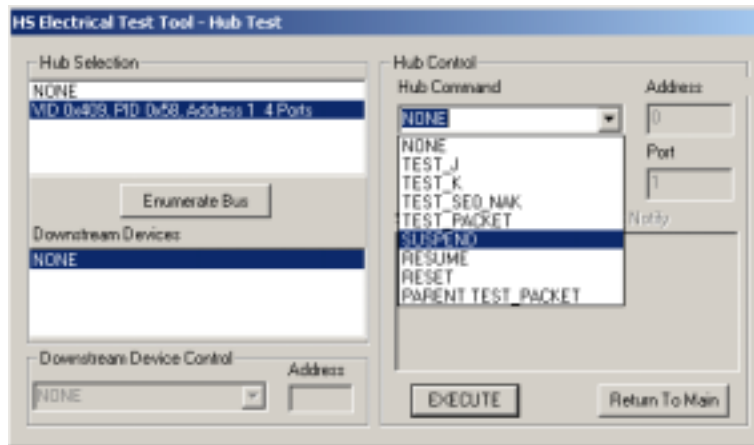 HS Electrical Test Tool - Hub Test
Hub Selection
NONE
VID 0x409, PID 0x58, Address 1 4 Ports
Enumerate Bus
Downstream Devices
NONE
Downstream Device Control
Address
NONE
Hub Control
Hub Command
Address
NONE
0
NONE
TEST_J
TEST_K
TEST_SE0_NAK
TEST_PACKET
SUSPEND
RESUME
RESET
PARENT TEST_PACKET
Port
1
Notify
EXECUTE
Return To Main